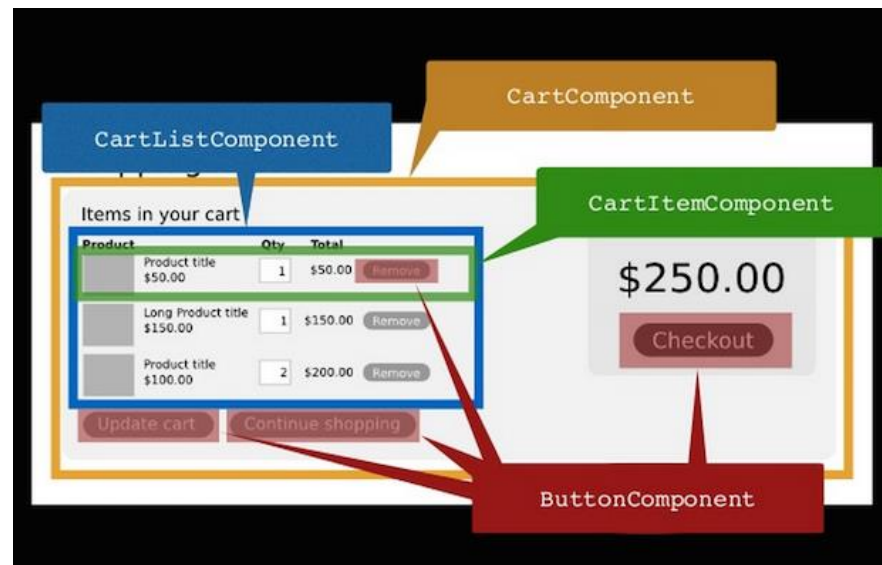 CartComponent
CartListComponent
CartItemComponent
Items in your cart
Product Qty Total
Product title
$50.00
1 $50.00 Remove
Long Product title
$150.00
1 $150.00 Remove
Product title
$100.00
2 $200.00 Remove
Update cart Continue shopping
$250.00
Checkout
ButtonComponent